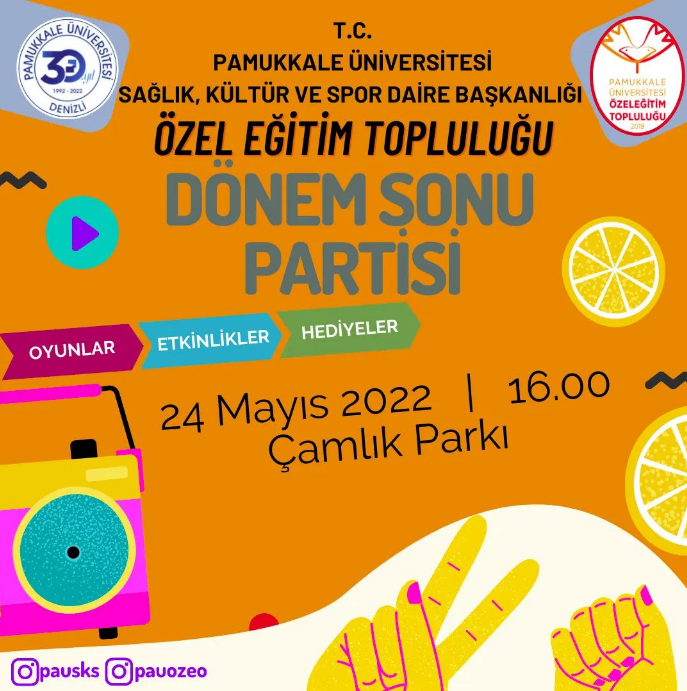 T.C.
PAMUKKALE ÜNİVERSİTESİ
SAĞLIK, KÜLTÜR VE SPOR DAİRE BAŞKANLIĞI
ÖZEL EĞİTİM TOPLULUĞU
DÖNEM SONU
PARTİSİ
PAMUKKALE ÜNİVERSİTESİ
30.yıl
1992 - 2022
DENİZLİ
PAMUKKALE
ÜNİVERSİTESİ
ÖZELEĞİTİM
TOPLULUĞU
2019
OYUNLAR
ETKİNLİKLER
HEDİYELER
24 Mayıs 2022 | 16.00
Çamlık Parkı
pausks pauozeo